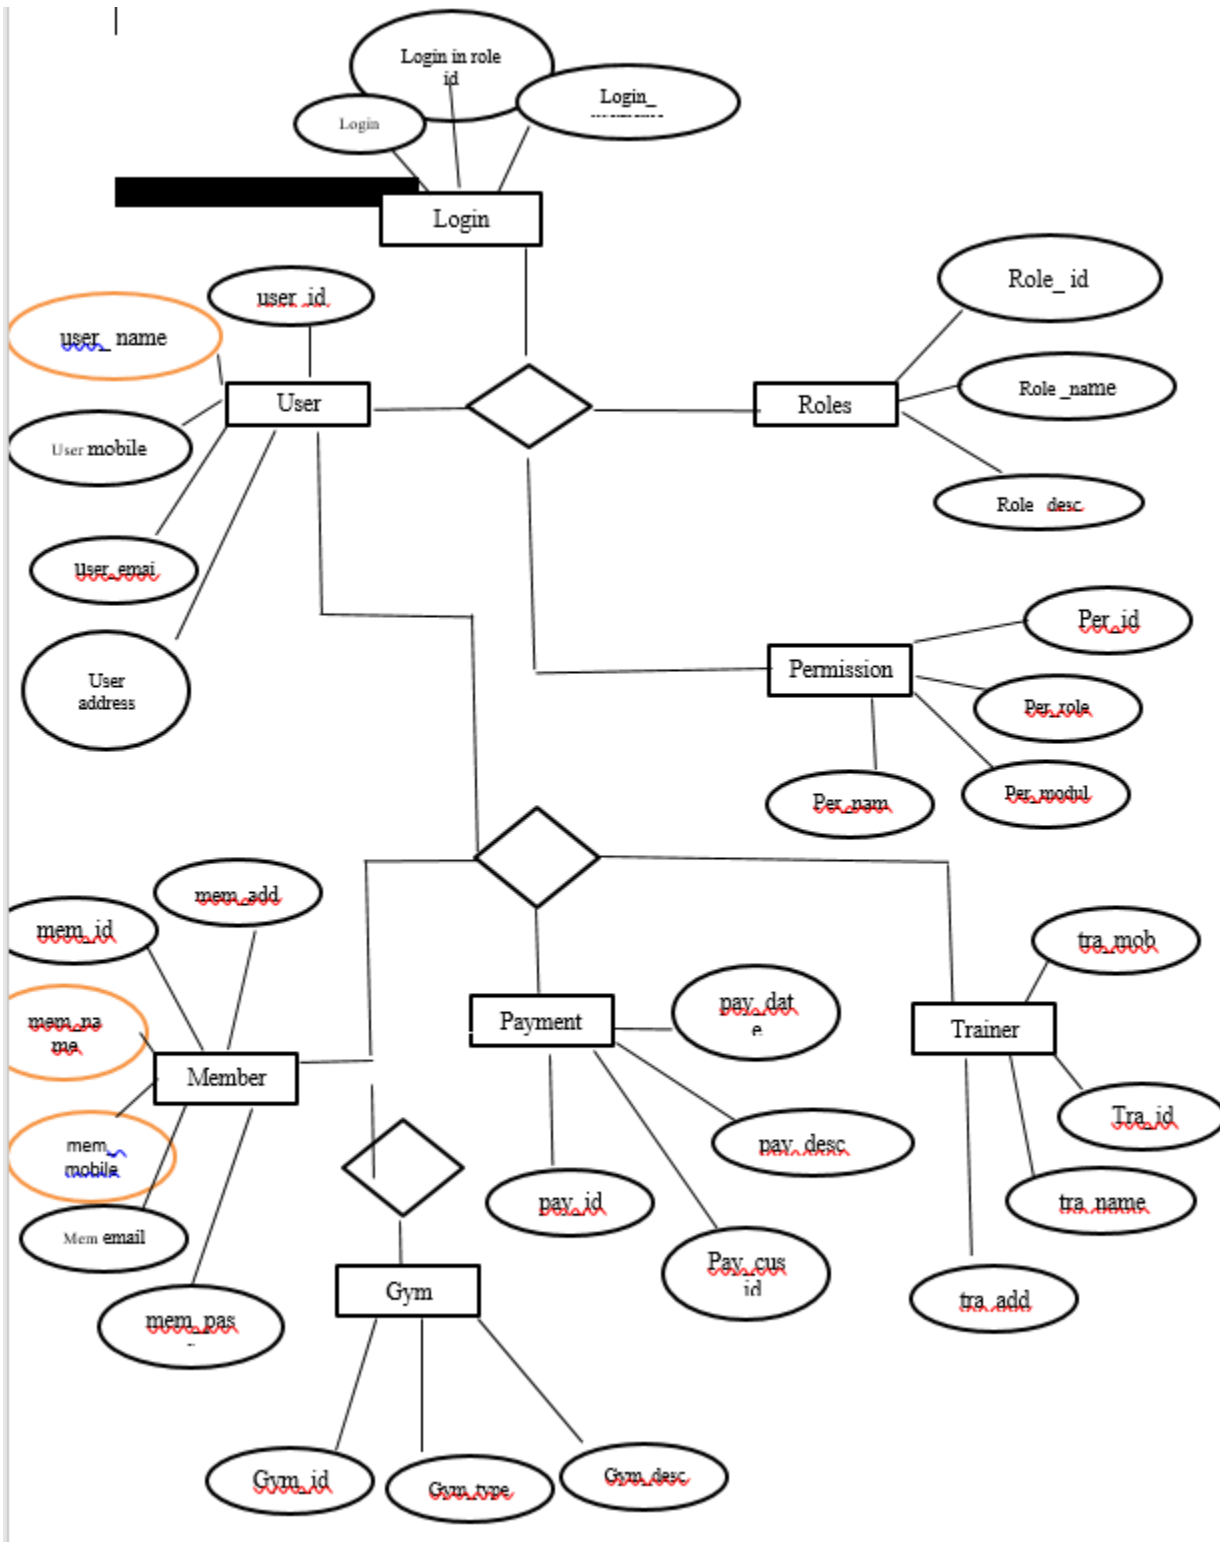 Login in role
id
Login_
Login
Login
user_id
user_ name
User
User mobile
user_emai
User
address
Role_ id
Role _name
Roles
Role desc
Per_id
Permission
Per_role
Per_modul
Per_nam
mem_add
mem_id
mem_na
me
Member
mem_
mobile
Mem email
mem_pas
pay_dat
e
Payment
pay_desc
pay_id
Pay_cus
id
tra_mob
Trainer
Tra_id
tra_name
tra_add
Gym
Gym_id
Gym_type
Gym_desc